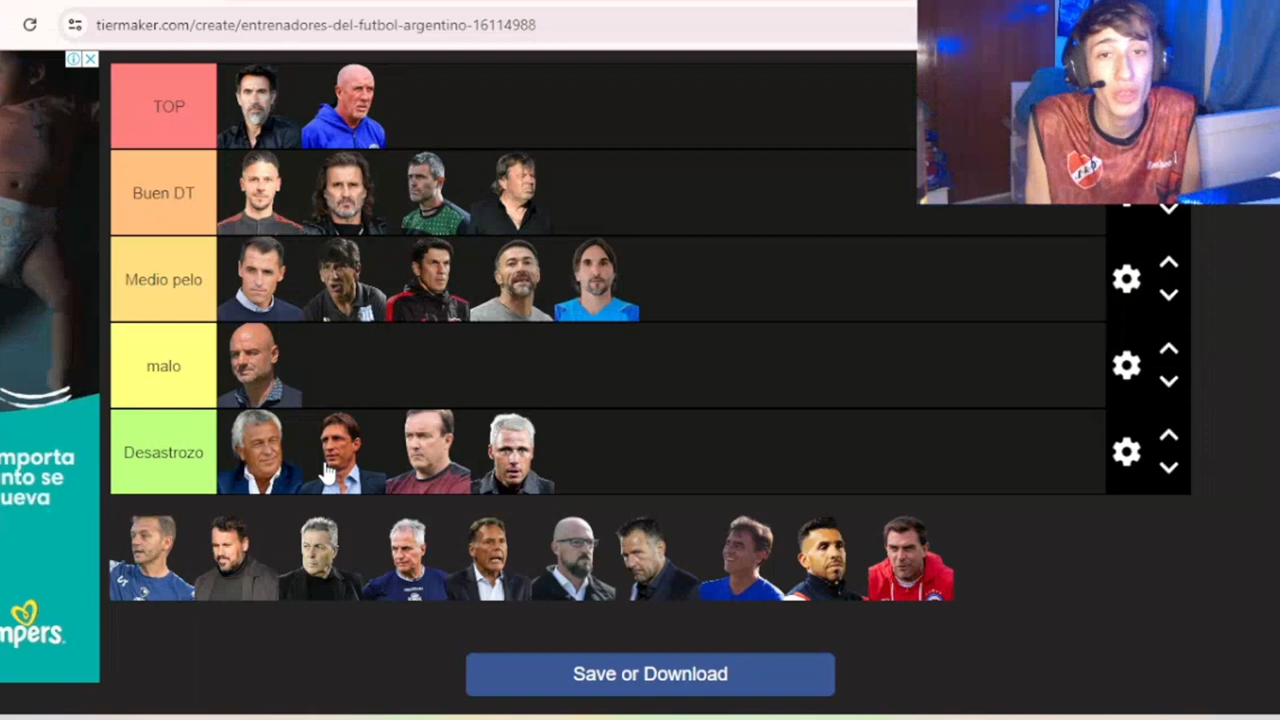 tiermaker.com/create/entrenadores-del-futbol-argentino-16114988
TOP
Buen DT
Medio pelo
malo
Desastrozo
mporta
nto se
ueva
mpers.
Save or Download